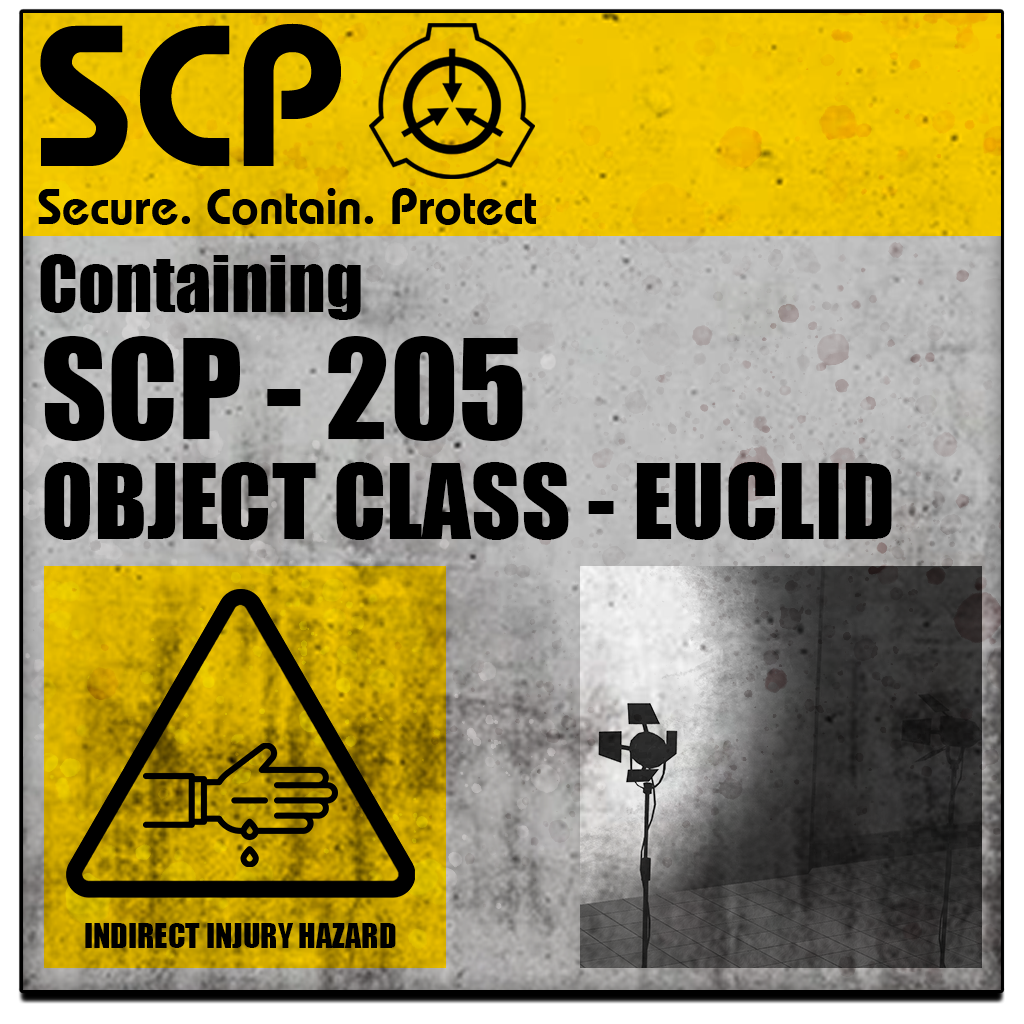 SCP
Secure. Contain. Protect
Containing
SCP - 205
OBJECT CLASS - EUCLID
INDIRECT INJURY HAZARD